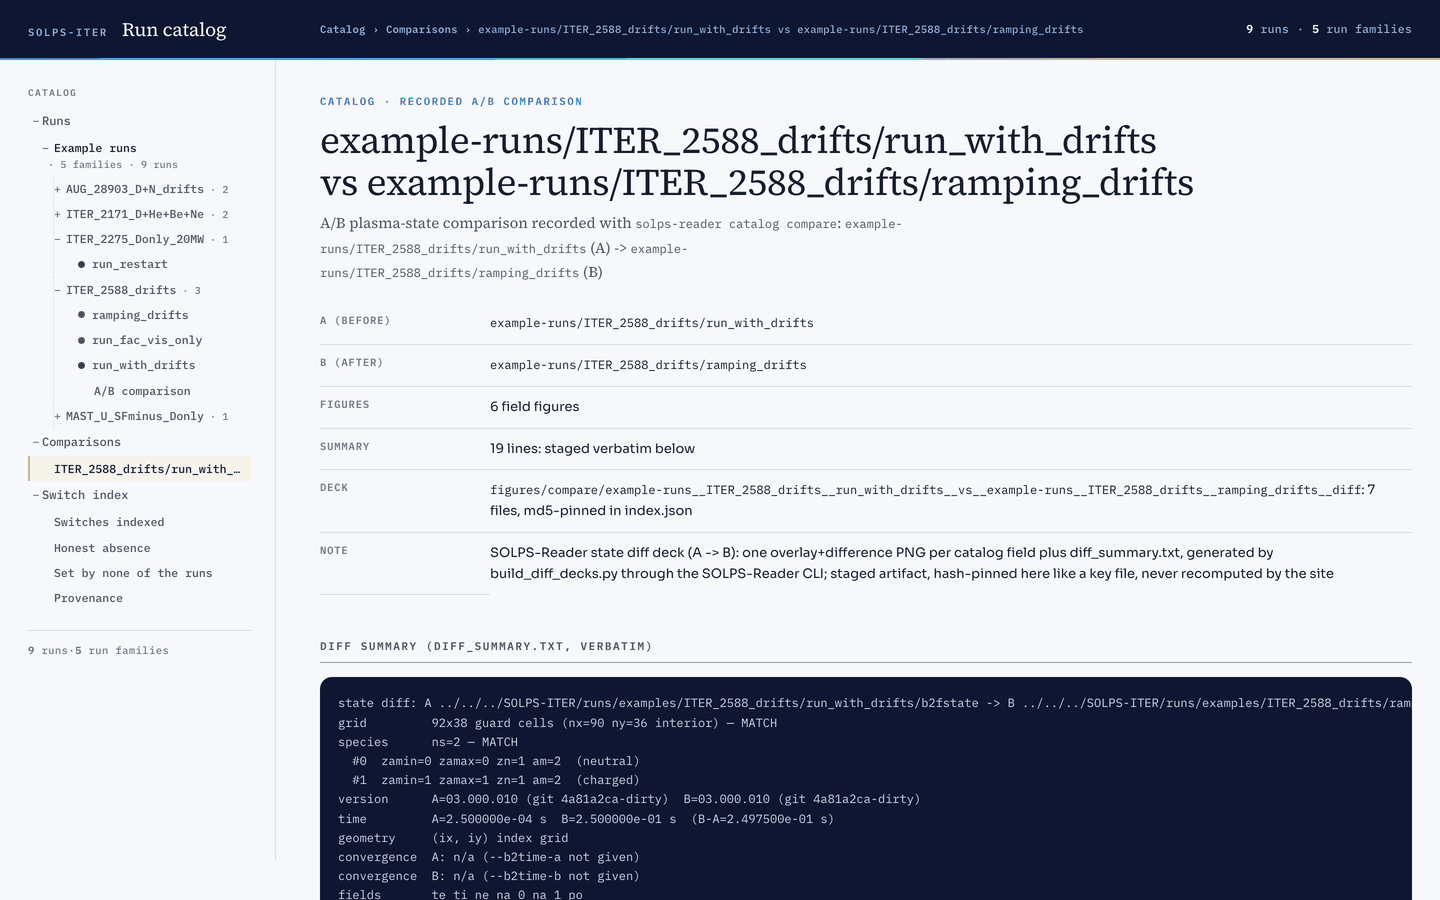 SOLPS-ITER Run catalog
Catalog › Comparisons › example-runs/ITER_2588_drifts/run_with_drifts vs example-runs/ITER_2588_drifts/ramping_drifts
9 runs · 5 run families
CATALOG
− Runs
− Example runs
· 5 families · 9 runs
+ AUG_28903_D+N_drifts · 2
+ ITER_2171_D+He+Be+Ne · 2
− ITER_2275_Donly_20MW · 1
● run_restart
− ITER_2588_drifts · 3
● ramping_drifts
● run_fac_vis_only
● run_with_drifts
A/B comparison
+ MAST_U_SFminus_Donly · 1
− Comparisons
ITER_2588_drifts/run_with_…
− Switch index
Switches indexed
Honest absence
Set by none of the runs
Provenance
9 runs·5 run families
CATALOG · RECORDED A/B COMPARISON
example-runs/ITER_2588_drifts/run_with_drifts
vs example-runs/ITER_2588_drifts/ramping_drifts
A/B plasma-state comparison recorded with solps-reader catalog compare: example-
runs/ITER_2588_drifts/run_with_drifts (A) -> example-
runs/ITER_2588_drifts/ramping_drifts (B)
A (BEFORE) example-runs/ITER_2588_drifts/run_with_drifts
B (AFTER) example-runs/ITER_2588_drifts/ramping_drifts
FIGURES 6 field figures
SUMMARY 19 lines: staged verbatim below
DECK figures/compare/example-runs__ITER_2588_drifts__run_with_drifts__vs__example-runs__ITER_2588_drifts__ramping_drifts__diff: 7
files, md5-pinned in index.json
NOTE SOLPS-Reader state diff deck (A -> B): one overlay+difference PNG per catalog field plus diff_summary.txt, generated by
build_diff_decks.py through the SOLPS-Reader CLI; staged artifact, hash-pinned here like a key file, never recomputed by the site
DIFF SUMMARY (DIFF_SUMMARY.TXT, VERBATIM)
state diff: A ../../../SOLPS-ITER/runs/examples/ITER_2588_drifts/run_with_drifts/b2fstate -> B ../../../SOLPS-ITER/runs/examples/ITER_2588_drifts/ram
grid 92x38 guard cells (nx=90 ny=36 interior) — MATCH
species ns=2 — MATCH
#0 zamin=0 zamax=0 zn=1 am=2 (neutral)
#1 zamin=1 zamax=1 zn=1 am=2 (charged)
version A=03.000.010 (git 4a81a2ca-dirty) B=03.000.010 (git 4a81a2ca-dirty)
time A=2.500000e-04 s B=2.500000e-01 s (B-A=2.497500e-01 s)
geometry (ix, iy) index grid
convergence A: n/a (--b2time-a not given)
convergence B: n/a (--b2time-b not given)
fields te ti ne na 0 na 1 po